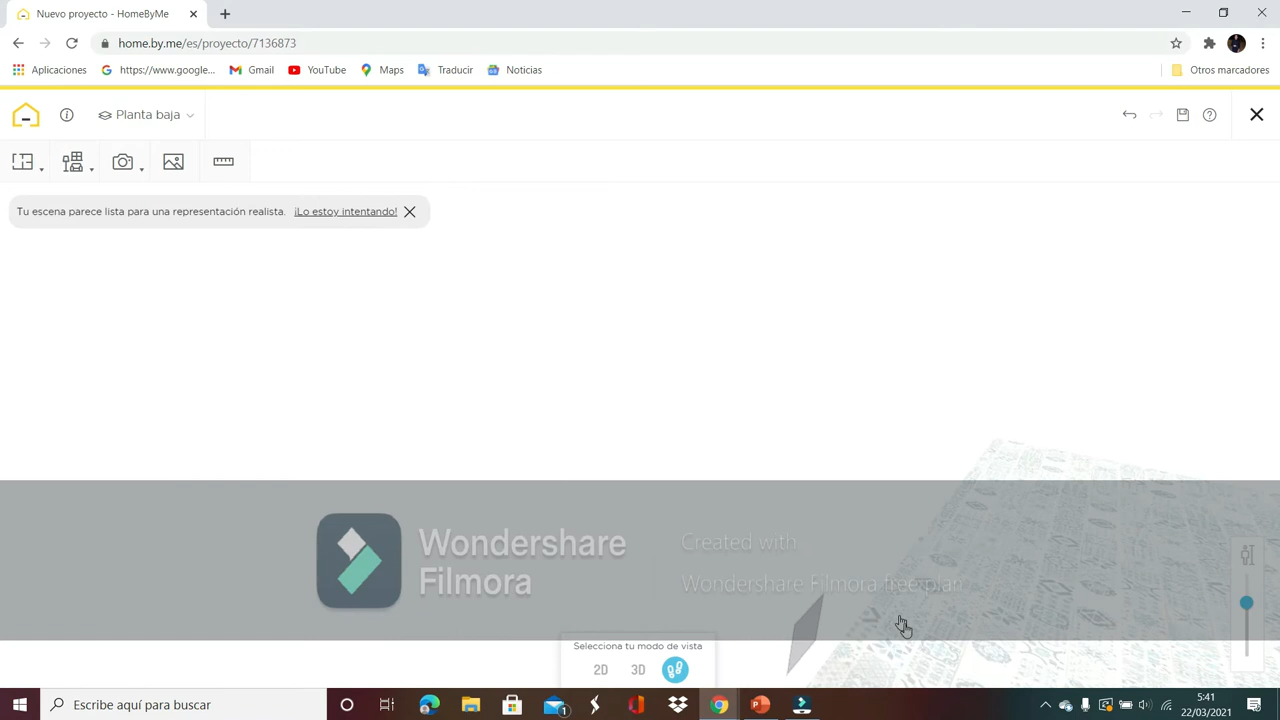 Nuevo proyecto - HomeByMe
home.by.me/es/proyecto/7136873
Aplicaciones
https://www.google...
Gmail
YouTube
Maps
Traducir
Noticias
Otros marcadores
Planta baja
Tu escena parece lista para una representación realista. ¡Lo estoy intentando!
Wondershare
Filmora
Created with
Wondershare Filmora free plan
Selecciona tu modo de vista
2D 3D
Escribe aquí para buscar
1
5:41
22/03/2021